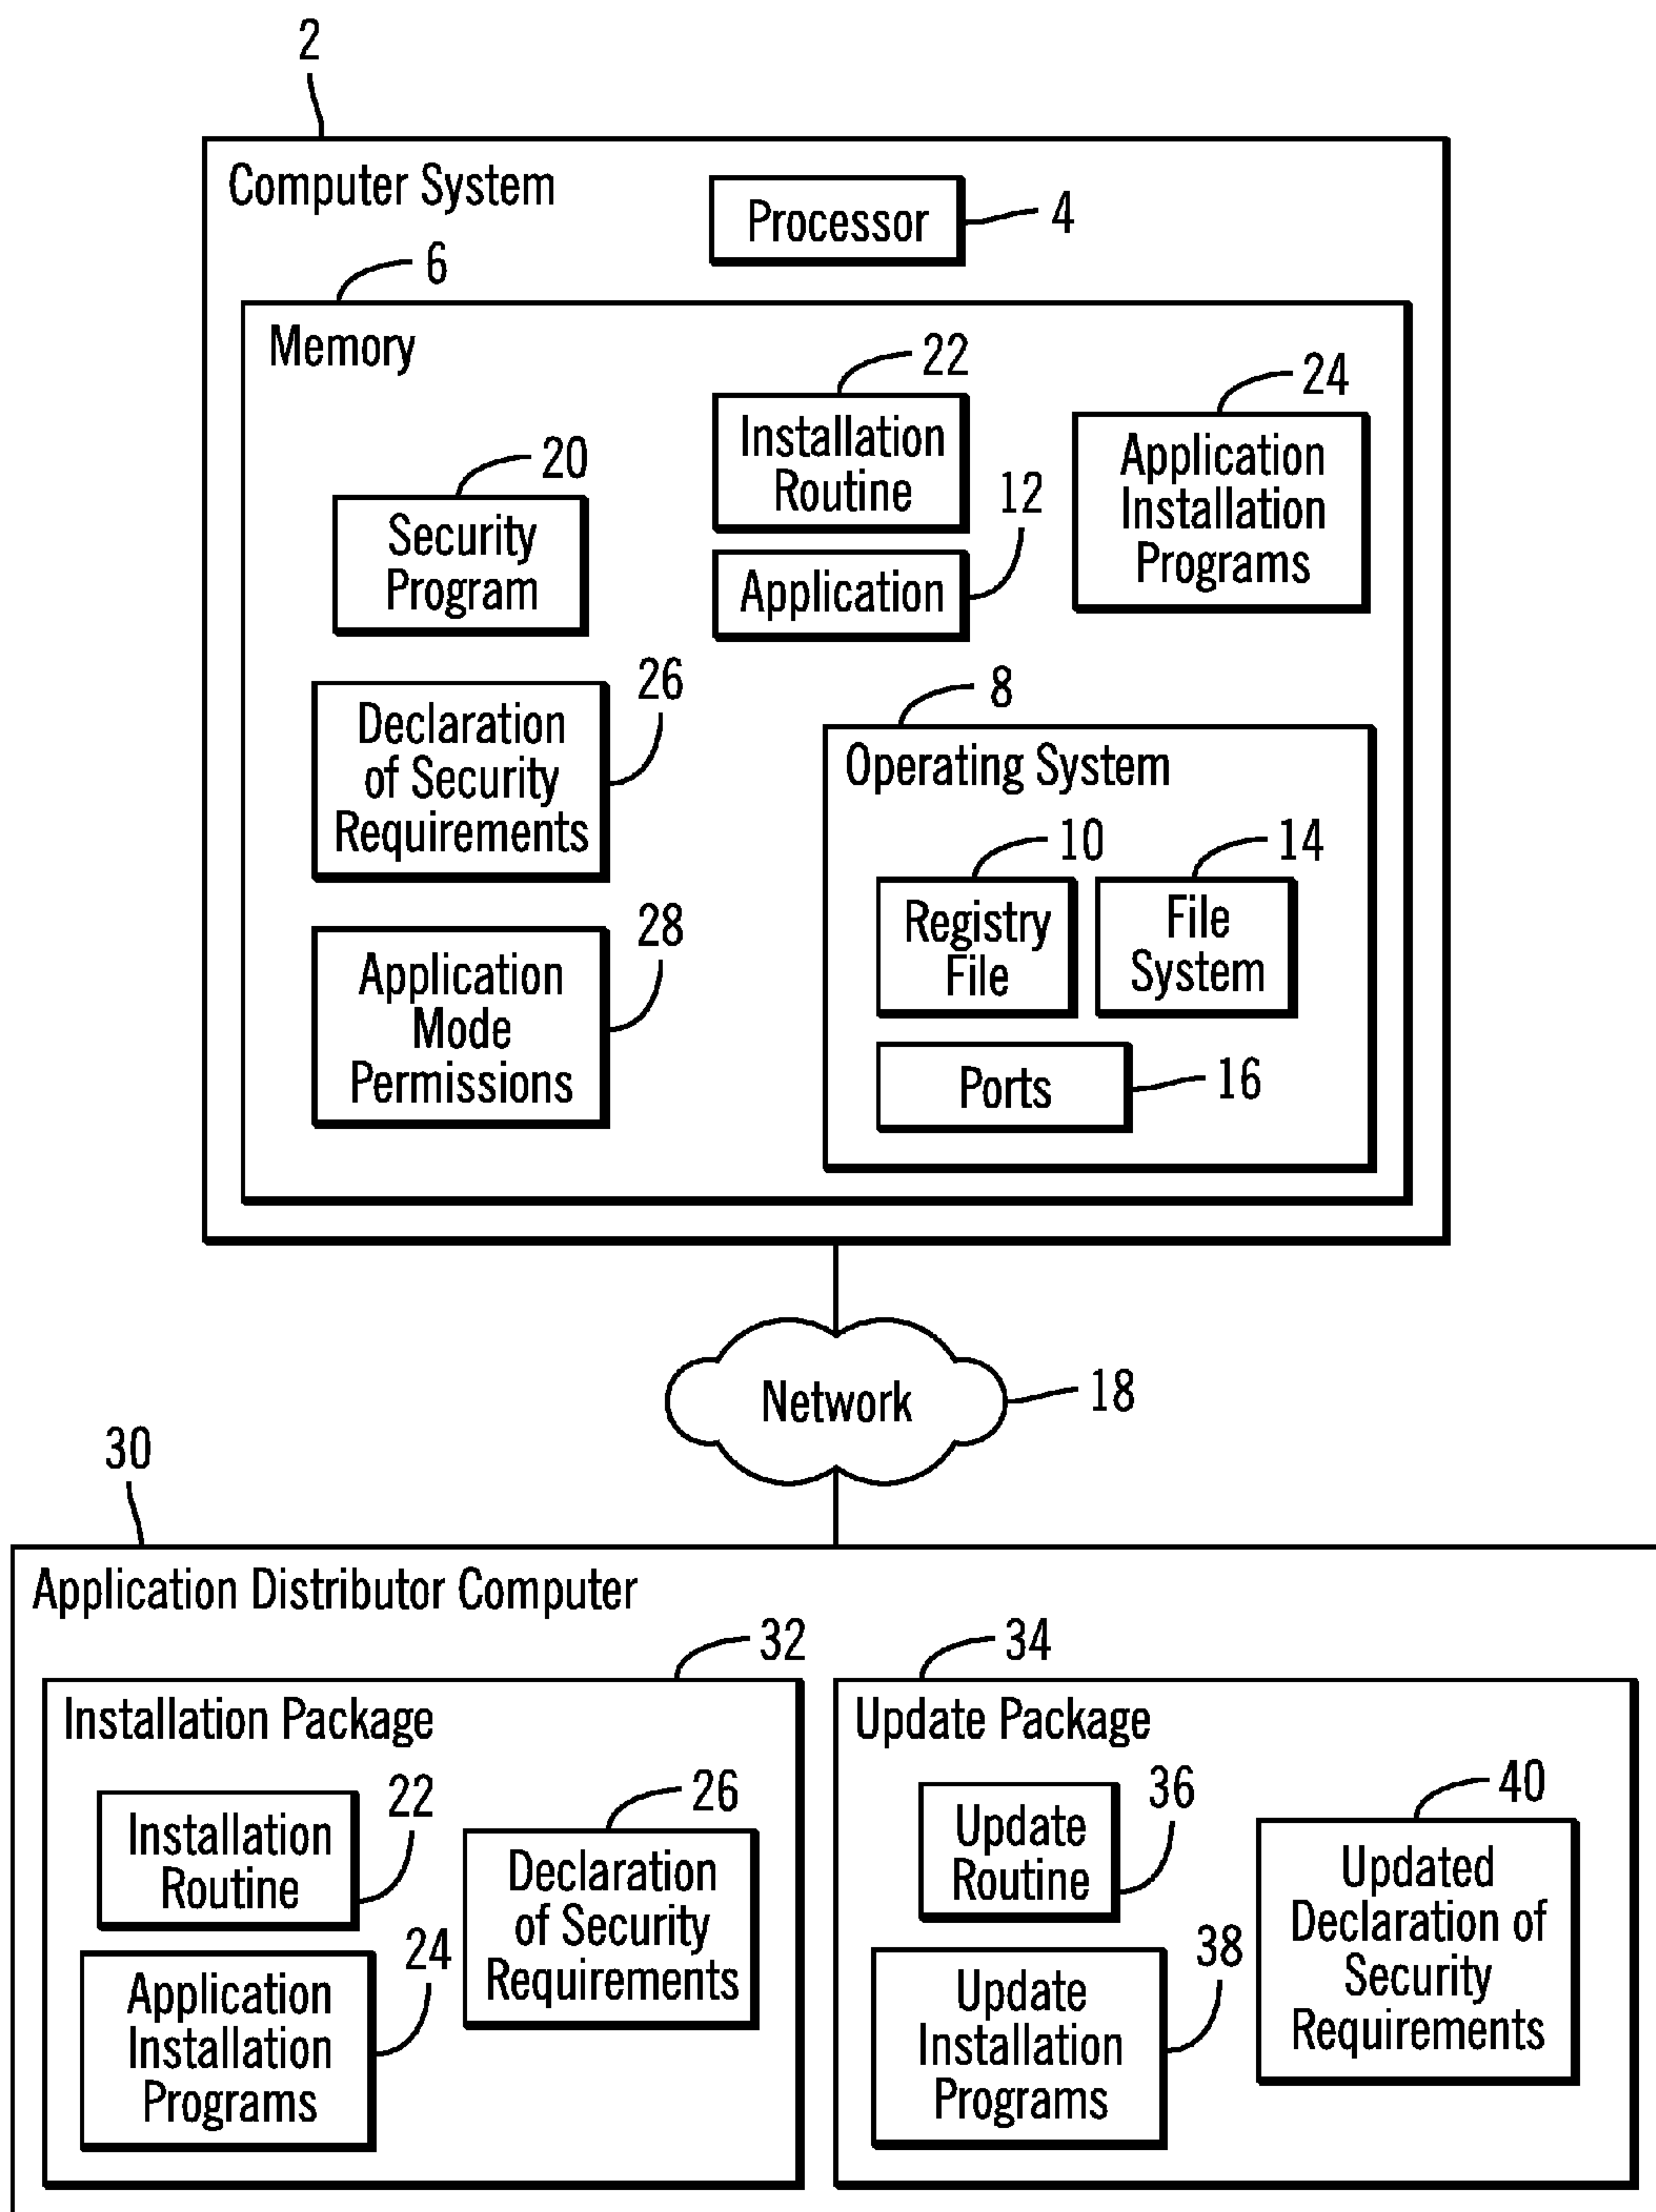 2
Computer System
Processor
4
6
Memory
22
Installation
Routine
24
Application
Installation
Programs
20
Security
Program
12
Application
26
Declaration
of Security
Requirements
8
Operating System
10
Registry
File
14
File
System
28
Application
Mode
Permissions
Ports
16
Network
18
30
Application Distributor Computer
32
Installation Package
22
Installation
Routine
26
Declaration
of Security
Requirements
24
Application
Installation
Programs
34
Update Package
36
Update
Routine
40
Updated
Declaration of
Security
Requirements
38
Update
Installation
Programs